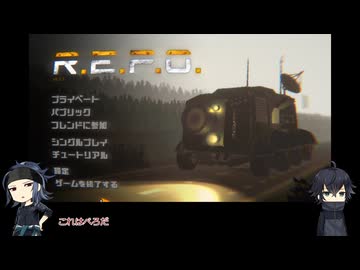 R.E.P.O.
プライベート
パブリック
フレンドに参加
シングルプレイ
チュートリアル
設定
ゲームを終了する
これはぺろだ